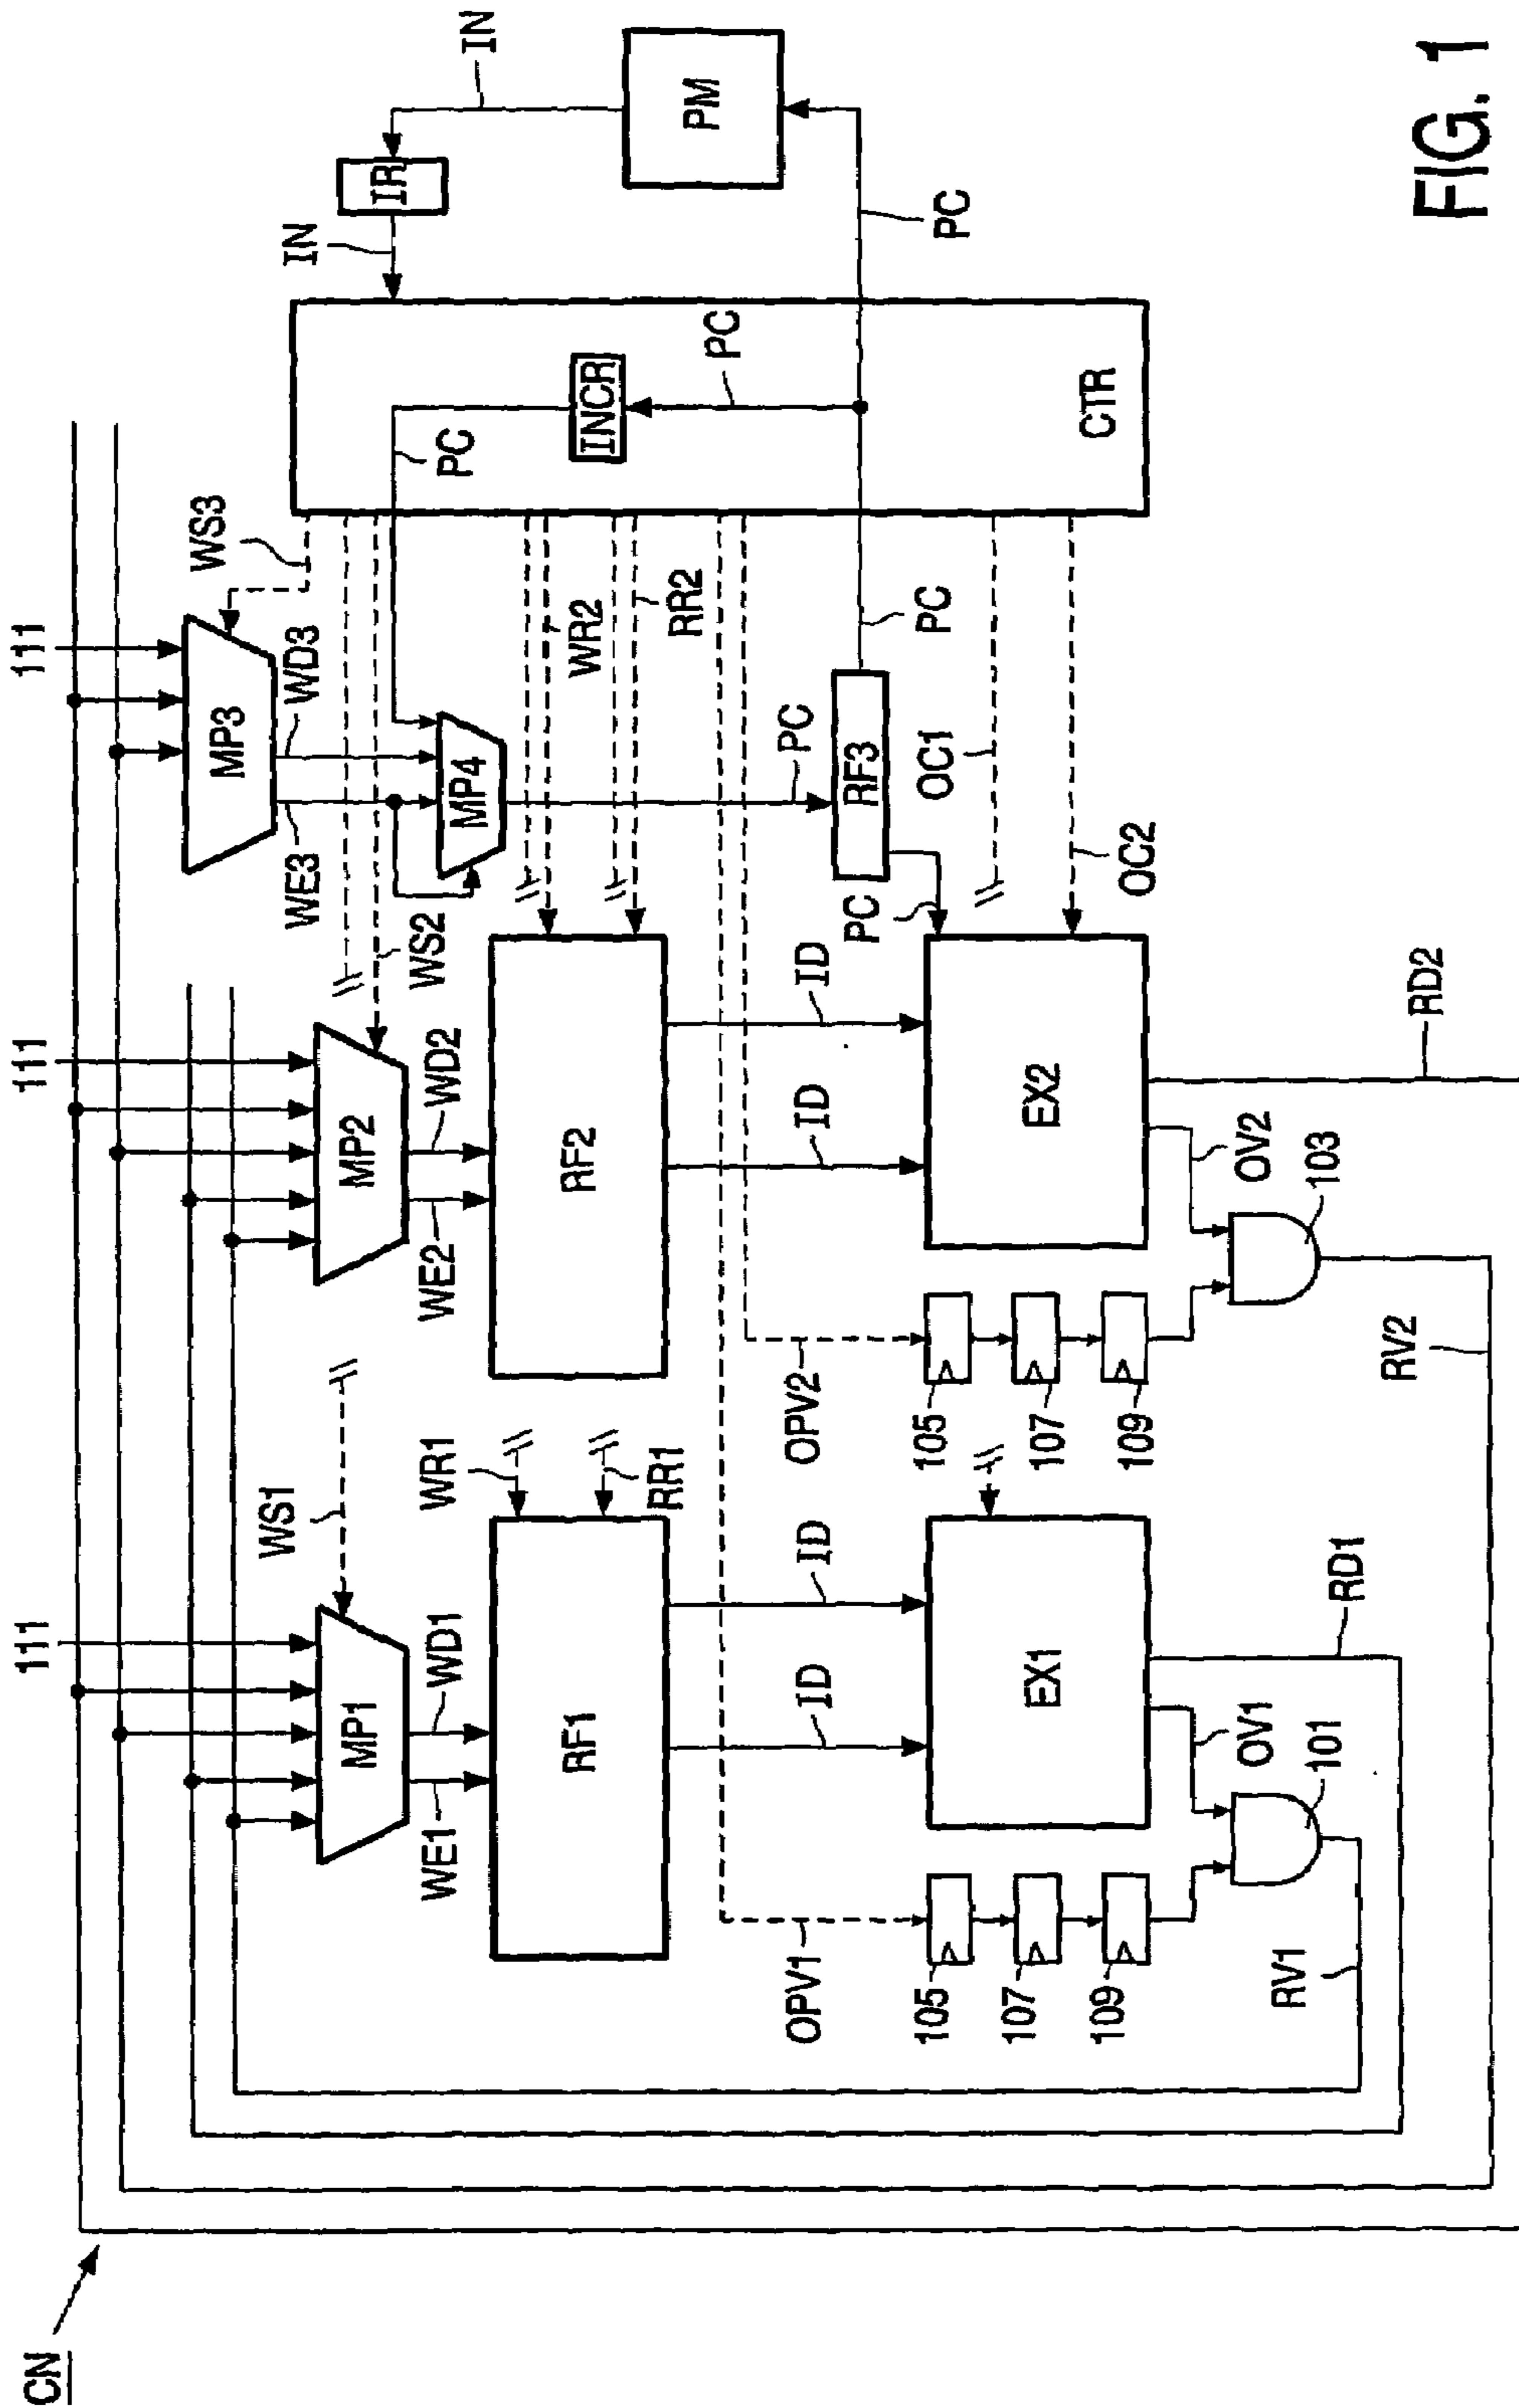 CN
111
111
111
WS3
IN
IN
IR
PM
MP3
WE3
WD3
MP1
MP2
WS1
WS2
WE1
WD1
WE2
WD2
MP4
PC
INCR
PC
CTR
WR1
RR1
WR2
RR2
RF1
RF2
PC
RF3
PC
PC
PC
ID
ID
ID
ID
OPV1
OPV2
OC1
OC2
EX1
EX2
105
107
109
105
107
109
OV1
101
OV2
103
RV1
RD1
RV2
RD2
FIG. 1